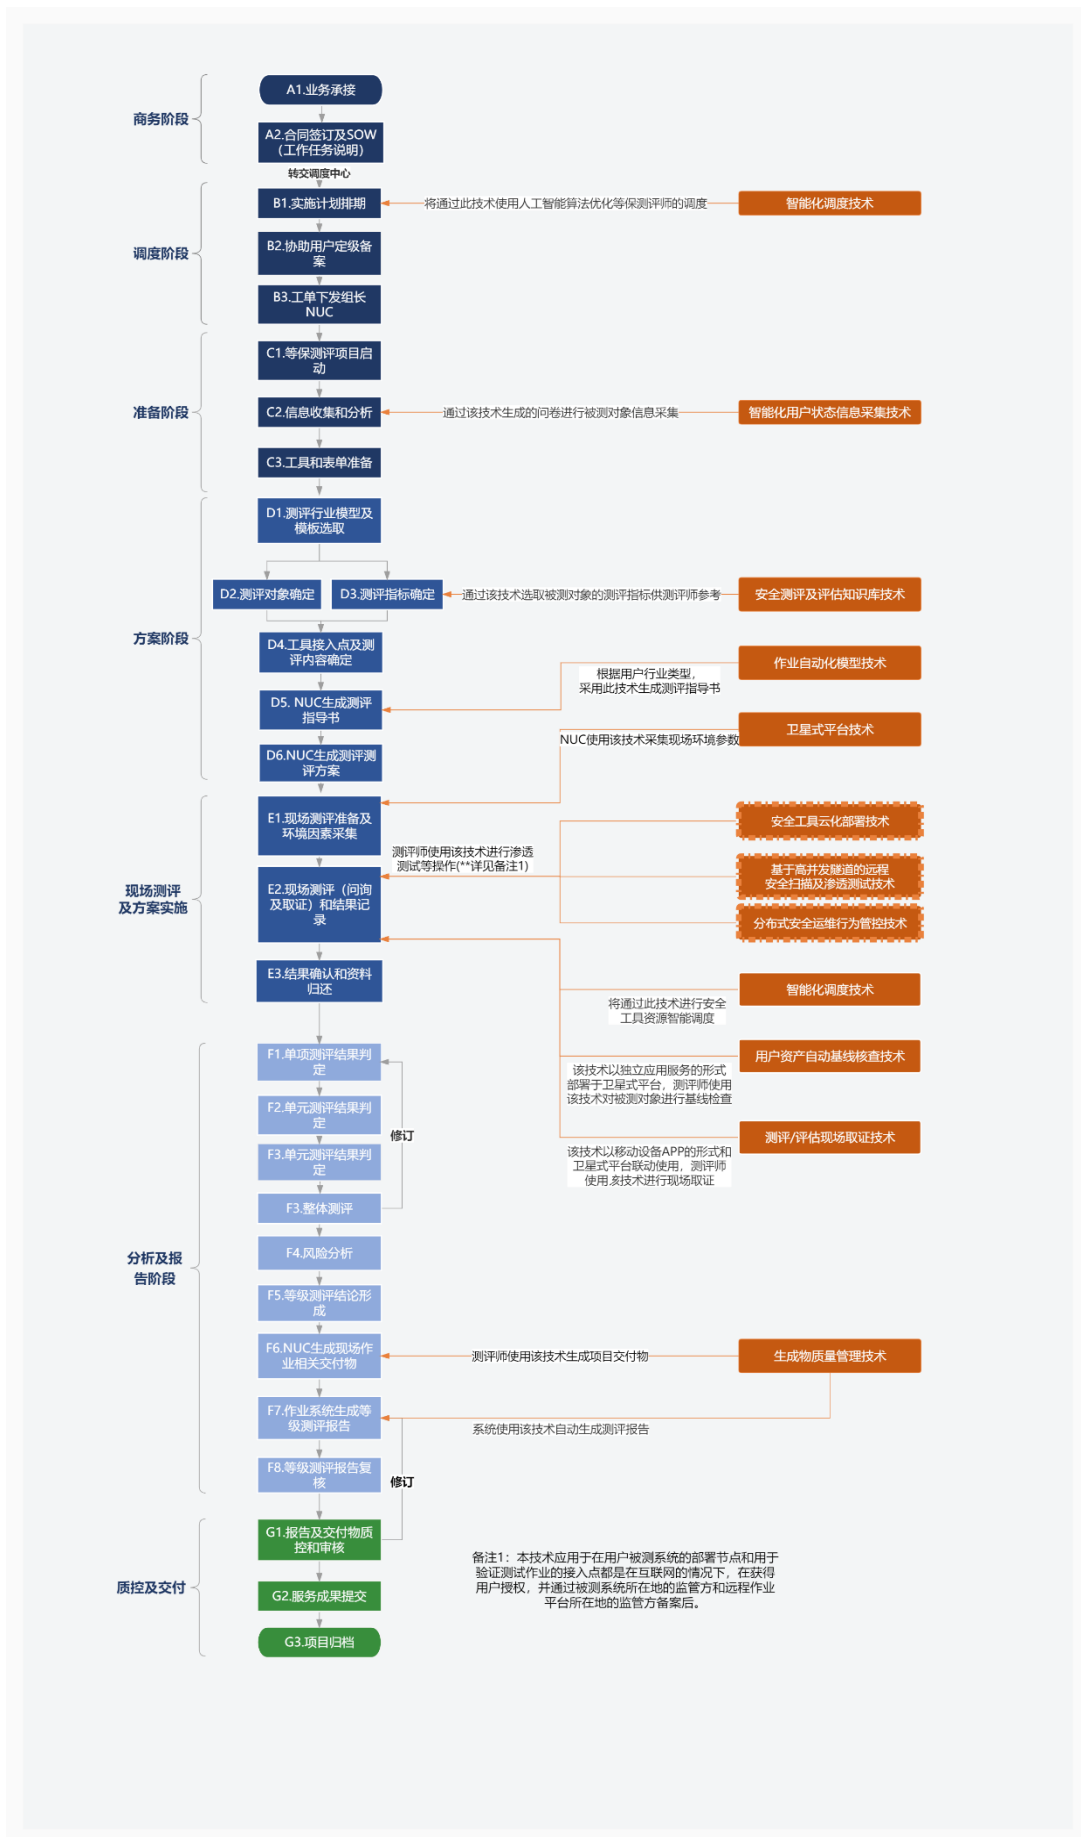 商务阶段
A1.业务承接
A2.合同签订及SOW
（工作任务说明）
转交调度中心
调度阶段
B1.实施计划排期
将通过此技术使用人工智能算法优化等保测评师的调度
智能化调度技术
B2.协助用户定级备
案
B3.工单下发组长
NUC
准备阶段
C1.等保测评项目启
动
C2.信息收集和分析
通过该技术生成的问卷进行被测对象信息采集
智能化用户状态信息采集技术
C3.工具和表单准备
方案阶段
D1.测评行业模型及
模板选取
D2.测评对象确定
D3.测评指标确定
通过该技术选取被测对象的测评指标供测评师参考
安全测评及评估知识库技术
D4.工具接入点及测
评内容确定
作业自动化模型技术
根据用户行业类型，
采用此技术生成测评指导书
D5. NUC生成测评
指导书
卫星式平台技术
NUC使用该技术采集现场环境参数
D6.NUC生成测评测
评方案
现场测评
及方案实施
E1.现场测评准备及
环境因素采集
安全工具云化部署技术
测评师使用该技术进行渗透
测试等操作(**详见备注1)
基于高并发隧道的远程
安全扫描及渗透测试技术
E2.现场测评（问询
及取证）和结果记
录
分布式安全运维行为管控技术
E3.结果确认和资料
归还
智能化调度技术
将通过此技术进行安全
工具资源智能调度
分析及报
告阶段
F1.单项测评结果判
定
用户资产自动基线核查技术
该技术以独立应用服务的形式
部署于卫星式平台，测评师使用
该技术对被测对象进行基线检查
F2.单元测评结果判
定
修订
测评/评估现场取证技术
该技术以移动设备APP的形式和
卫星式平台联动使用，测评师
使用.该技术进行现场取证
F3.单元测评结果判
定
F3.整体测评
F4.风险分析
F5.等级测评结论形
成
F6.NUC生成现场作
业相关交付物
测评师使用该技术生成项目交付物
生成物质量管理技术
F7.作业系统生成等
级测评报告
系统使用该技术自动生成测评报告
F8.等级测评报告复
核
修订
质控及交付
G1.报告及交付物质
控和审核
G2.服务成果提交
G3.项目归档
备注1：本技术应用于在用户被测系统的部署节点和用于
验证测试作业的接入点都是在互联网的情况下，在获得
用户授权，并通过被测系统所在地的监管方和远程作业
平台所在地的监管方备案后。